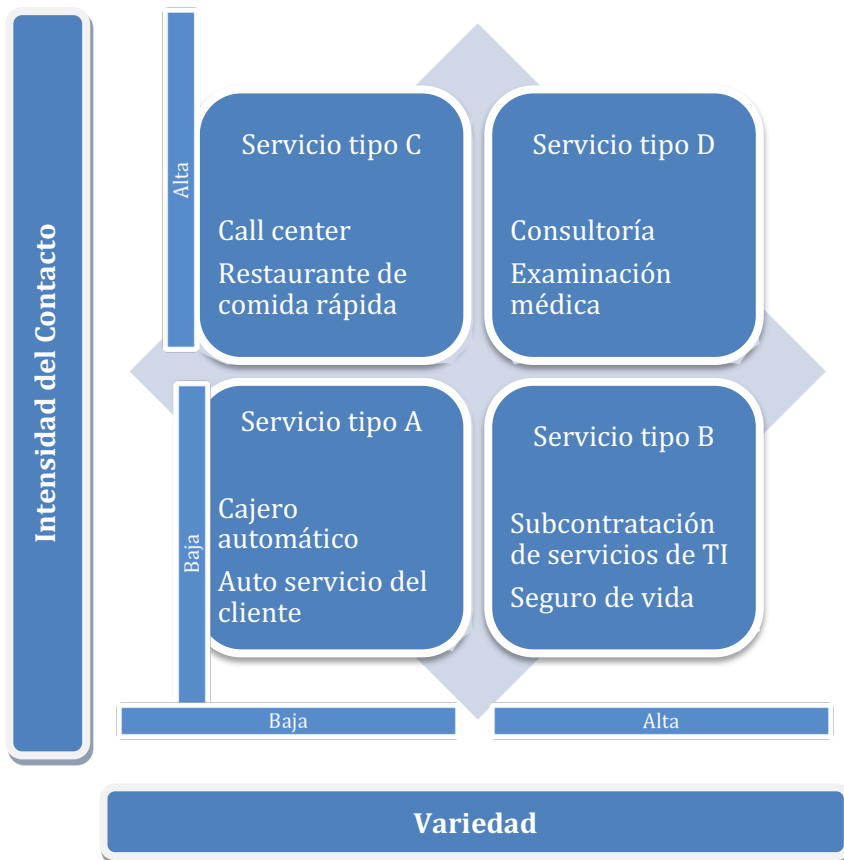 Intensidad del Contacto
Alta
Servicio tipo C
Call center
Restaurante de
comida rápida
Servicio tipo D
Consultoría
Examinación
médica
Baja
Servicio tipo A
Cajero
automático
Auto servicio del
cliente
Servicio tipo B
Subcontratación
de servicios de TI
Seguro de vida
Baja
Alta
Variedad